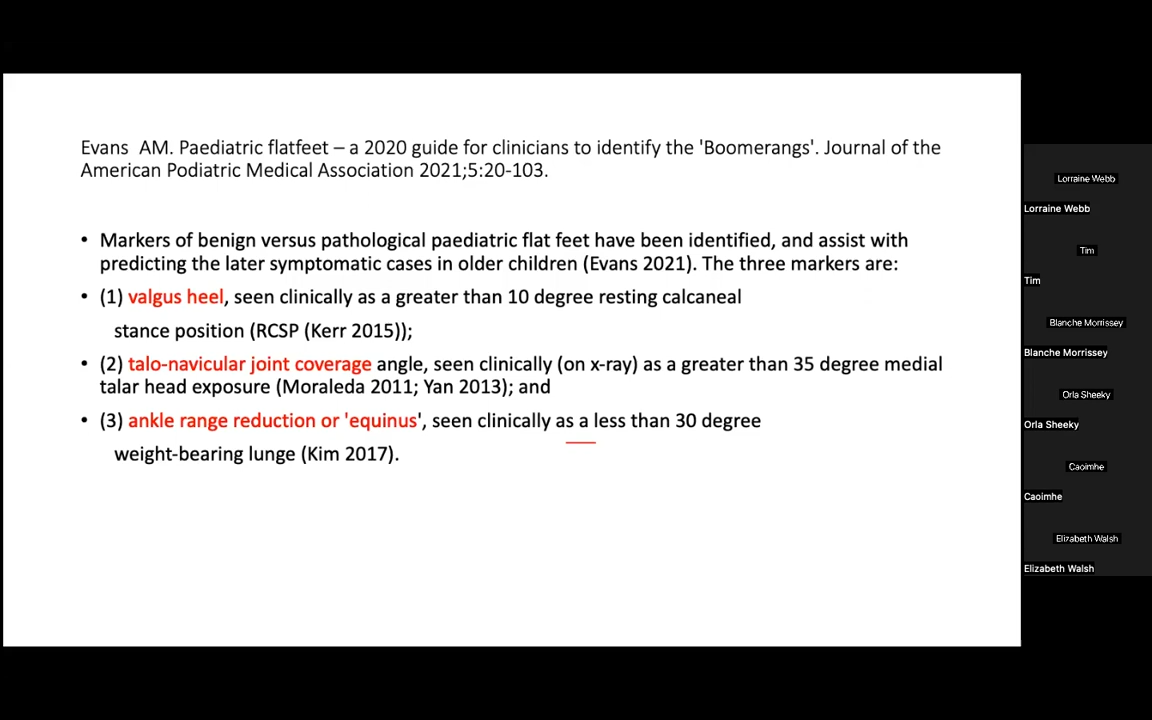 Evans AM. Paediatric flatfeet – a 2020 guide for clinicians to identify the 'Boomerangs'. Journal of the
American Podiatric Medical Association 2021;5:20-103.
• Markers of benign versus pathological paediatric flat feet have been identified, and assist with
predicting the later symptomatic cases in older children (Evans 2021). The three markers are:
• (1) valgus heel, seen clinically as a greater than 10 degree resting calcaneal
stance position (RCSP (Kerr 2015));
• (2) talo-navicular joint coverage angle, seen clinically (on x-ray) as a greater than 35 degree medial
talar head exposure (Moraleda 2011; Yan 2013); and
• (3) ankle range reduction or 'equinus', seen clinically as a less than 30 degree
weight-bearing lunge (Kim 2017).
Lorraine Webb
Lorraine Webb
Tim
Tim
Blanche Morrissey
Blanche Morrissey
Orla Sheeky
Orla Sheeky
Caoimhe
Caoimhe
Elizabeth Walsh
Elizabeth Walsh